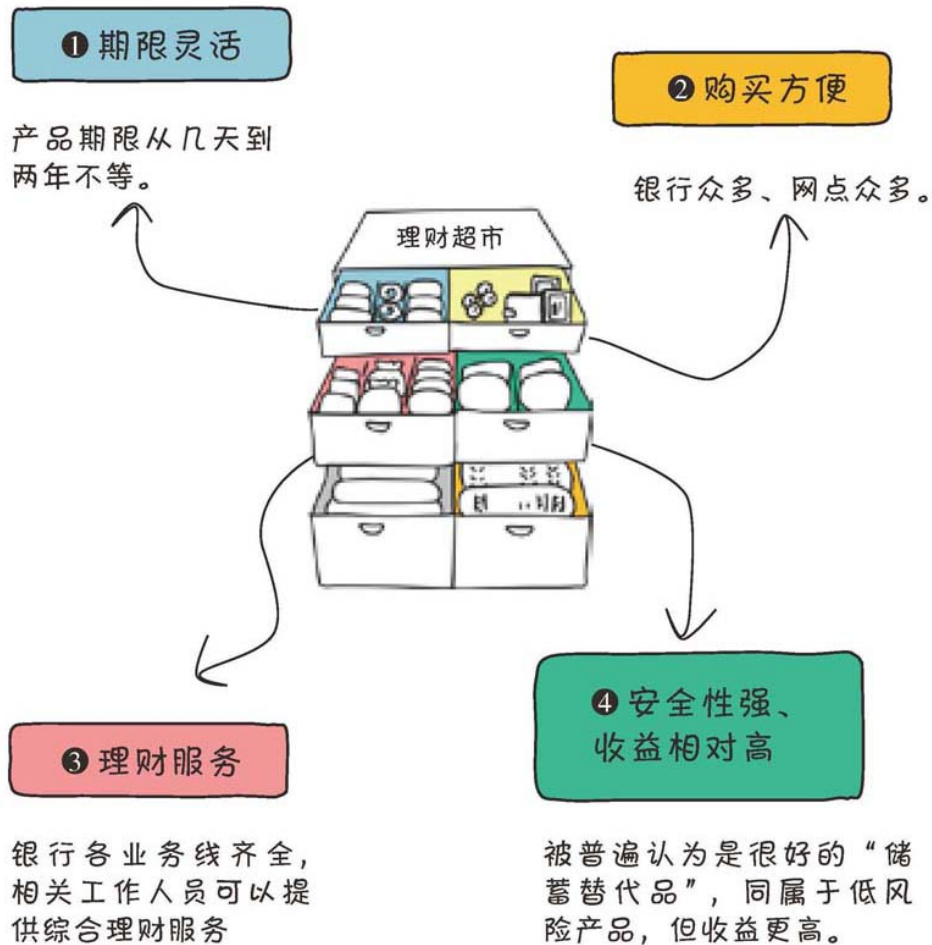 ❶期限灵活
产品期限从几天到
两年不等。
❷购买方便
银行众多、网点众多。
理财超市
❸理财服务
银行各业务线齐全，
相关工作人员可以提
供综合理财服务
❹安全性强、
收益相对高
被普遍认为是很好的“储
蓄替代品”，同属于低风
险产品，但收益更高。